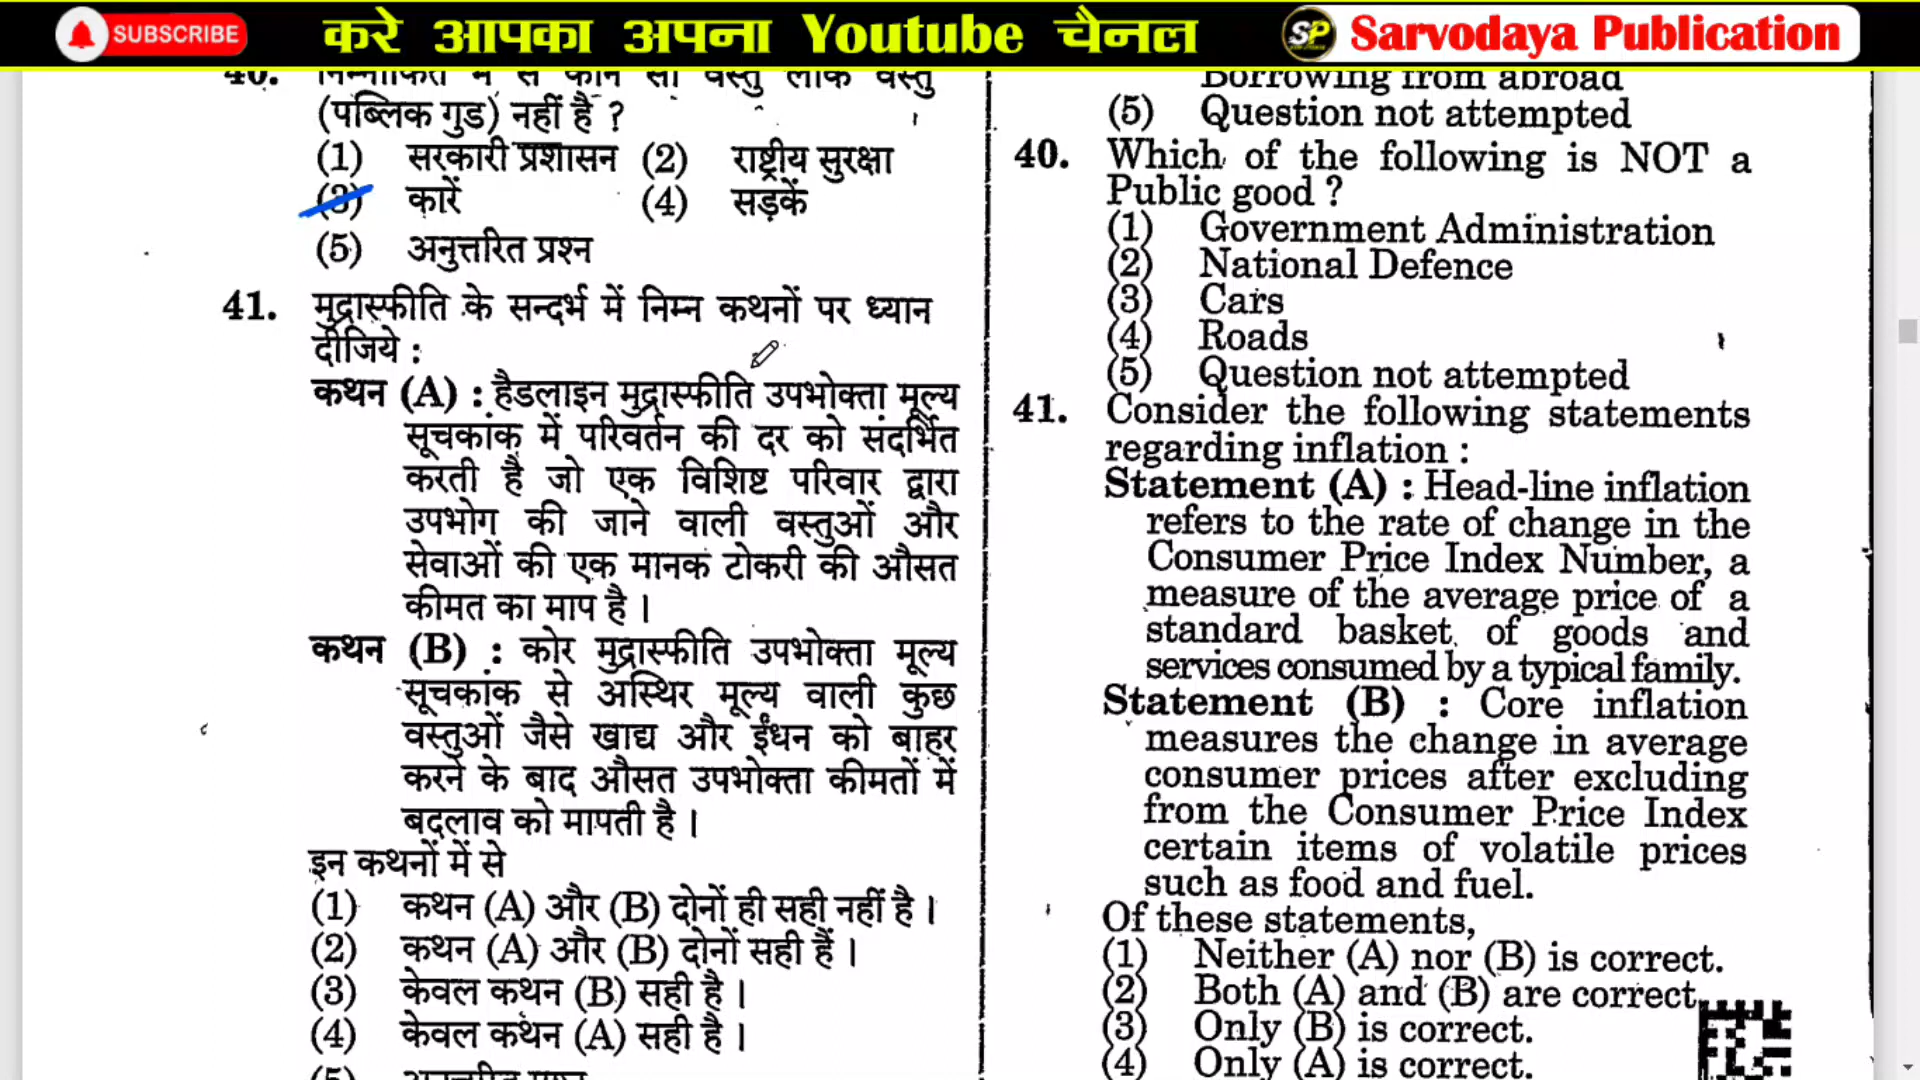 SUBSCRIBE
करे आपका अपना Youtube चैनल
SP
Sarvodaya Publication
40. निम्नांकित में से कौन सी वस्तु लोक वस्तु
(पब्लिक गुड) नहीं है ?
(1) सरकारी प्रशासन (2) राष्ट्रीय सुरक्षा
(3) कारें (4) सड़कें
(5) अनुत्तरित प्रश्न
41. मुद्रास्फीति के सन्दर्भ में निम्न कथनों पर ध्यान
दीजिये :
कथन (A) : हैडलाइन मुद्रास्फीति उपभोक्ता मूल्य
सूचकांक में परिवर्तन की दर को संदर्भित
करती है जो एक विशिष्ट परिवार द्वारा
उपभोग की जाने वाली वस्तुओं और
सेवाओं की एक मानक टोकरी की औसत
कीमत का माप है ।
कथन (B) : कोर मुद्रास्फीति उपभोक्ता मूल्य
सूचकांक से अस्थिर मूल्य वाली कुछ
वस्तुओं जैसे खाद्य और ईंधन को बाहर
करने के बाद औसत उपभोक्ता कीमतों में
बदलाव को मापती है ।
इन कथनों में से
(1) कथन (A) और (B) दोनों ही सही नहीं है ।
(2) कथन (A) और (B) दोनों सही हैं ।
(3) केवल कथन (B) सही है ।
(4) केवल कथन (A) सही है ।
(5) अनुत्तरित प्रश्न
Borrowing from abroad
(5) Question not attempted
40. Which of the following is NOT a
Public good ?
(1) Government Administration
(2) National Defence
(3) Cars
(4) Roads
(5) Question not attempted
41. Consider the following statements
regarding inflation :
Statement (A) : Head-line inflation
refers to the rate of change in the
Consumer Price Index Number, a
measure of the average price of a
standard basket of goods and
services consumed by a typical family.
Statement (B) : Core inflation
measures the change in average
consumer prices after excluding
from the Consumer Price Index
certain items of volatile prices
such as food and fuel.
Of these statements,
(1) Neither (A) nor (B) is correct.
(2) Both (A) and (B) are correct.
(3) Only (B) is correct.
(4) Only (A) is correct.